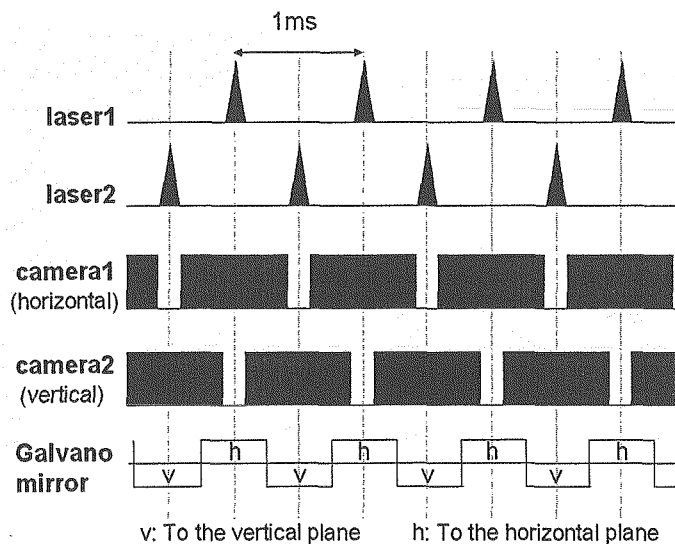 1ms
laser1
laser2
camera1
(horizontal)
camera2
(vertical)
Galvano
mirror
h h h h
v v v v
v: To the vertical plane h: To the horizontal plane